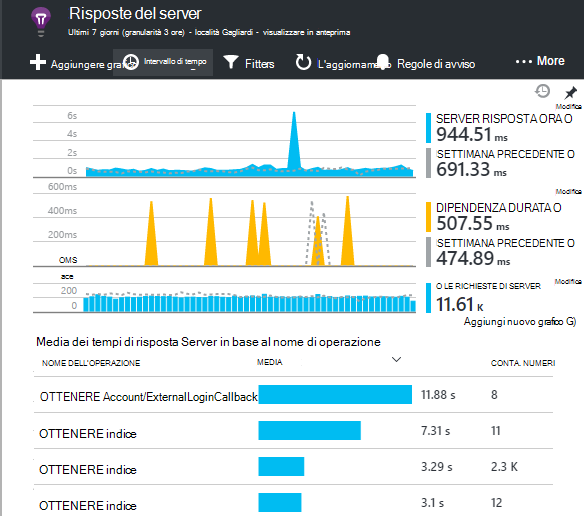 Risposte del server
Ultimi 7 giorni (granularità 3 ore) - località Gagliardi - visualizzare in anteprima
Aggiungere grafi Intervallo di tempo Fitters L'aggiornamento Regole di avviso ... More
Modifica
6s
4s
2s
0s
SERVER RISPOSTA ORA O
944.51 ms
SETTIMANA PRECEDENTE O
691.33 ms
Modifica
600ms
400ms
200ms
OMS
DIPENDENZA DURATA O
507.55 ms
SETTIMANA PRECEDENTE O
474.89 ms
Modifica
ace
200
0
O LE RICHIESTE DI SERVER
11.61 K
Aggiungi nuovo grafico G)
Media dei tempi di risposta Server in base al nome di operazione
NOME DELL'OPERAZIONE MEDIA CONTA. NUMERI
OTTENERE Account/ExternalLoginCallback 11.88 s 8
OTTENERE indice 7.31 s 11
OTTENERE indice 3.29 s 2.3 K
OTTENERE indice 3.1 s 12